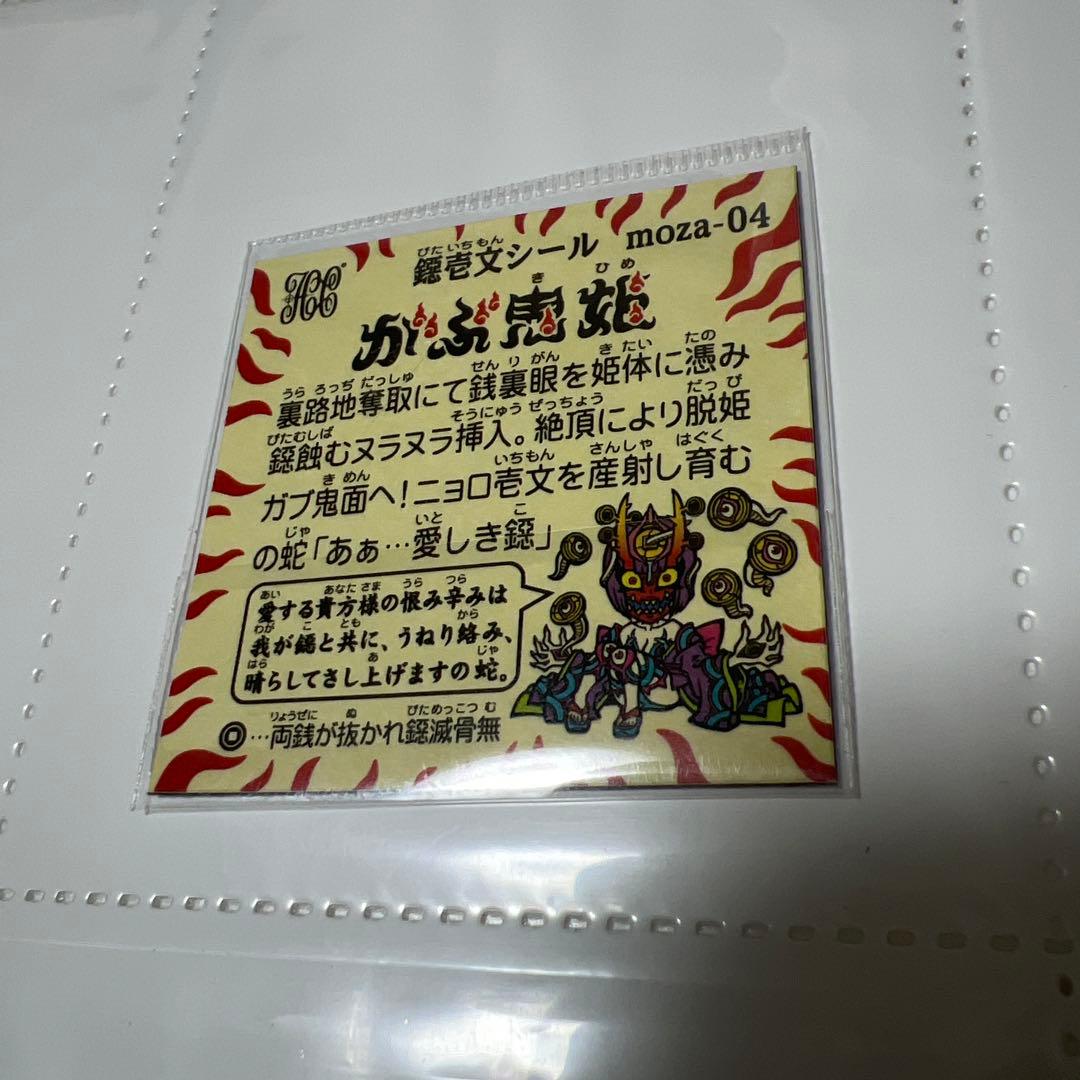 鐚壱文シール moza-04
がぶ鬼姫
裏路地奪取にて銭裏眼を姫体に憑み
鐚蝕むヌラヌラ挿入。絶頂により脱姫
ガブ鬼面へ!ニョロ壱文を産射し育む
の蛇「あぁ…愛しき鐚」
愛する貴方様の恨み辛みは
我が鐚と共に、うねり絡み、
晴らしてさし上げますの蛇。
…両銭が抜かれ鐚滅骨無